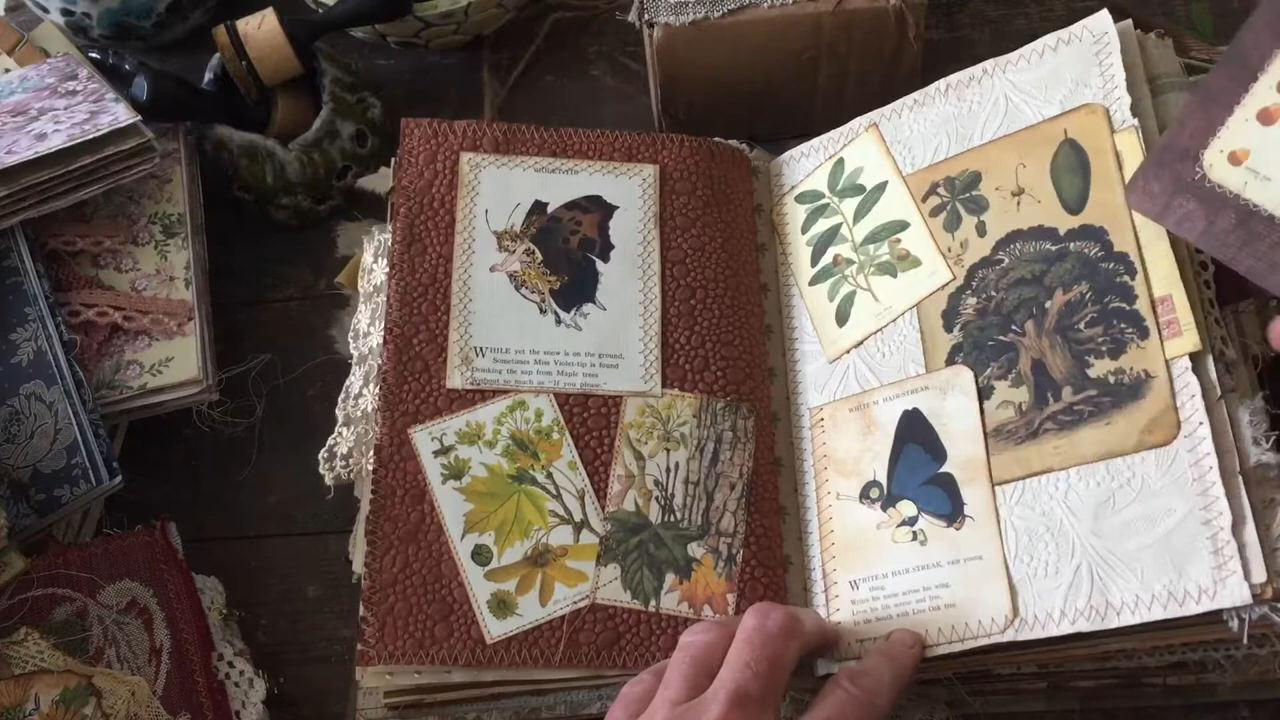 VIOLET-TIP
WHILE yet the snow is on the ground,
Sometimes Miss Violet-tip is found
Drinking the sap from Maple trees
Without so much as "If you please."
WHITE-M HAIR-STREAK
WHITE-M HAIR-STREAK, vain young
thing,
Writes his name across his wing,
Lives his life serene and free,
In the South with Live Oak tree.